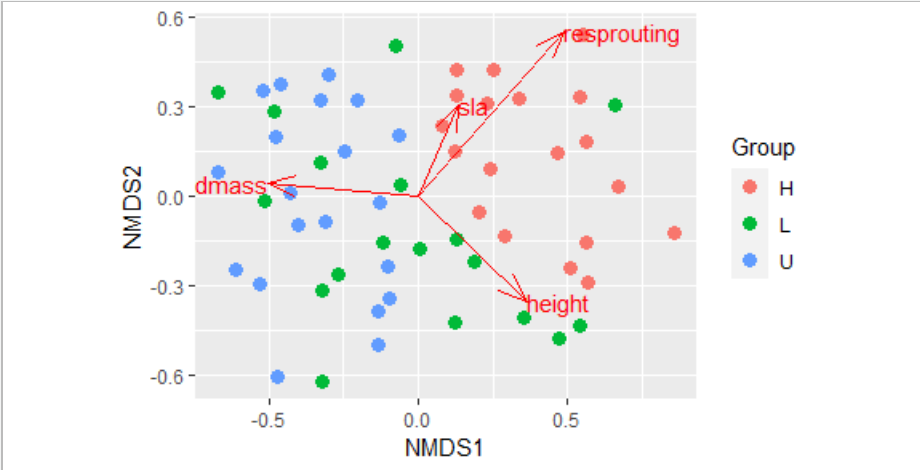 0.6
0.3
0.0
-0.3
-0.6
NMDS2
resprouting
sla
dmass
height
-0.5
0.0
0.5
NMDS1
Group
H
L
U